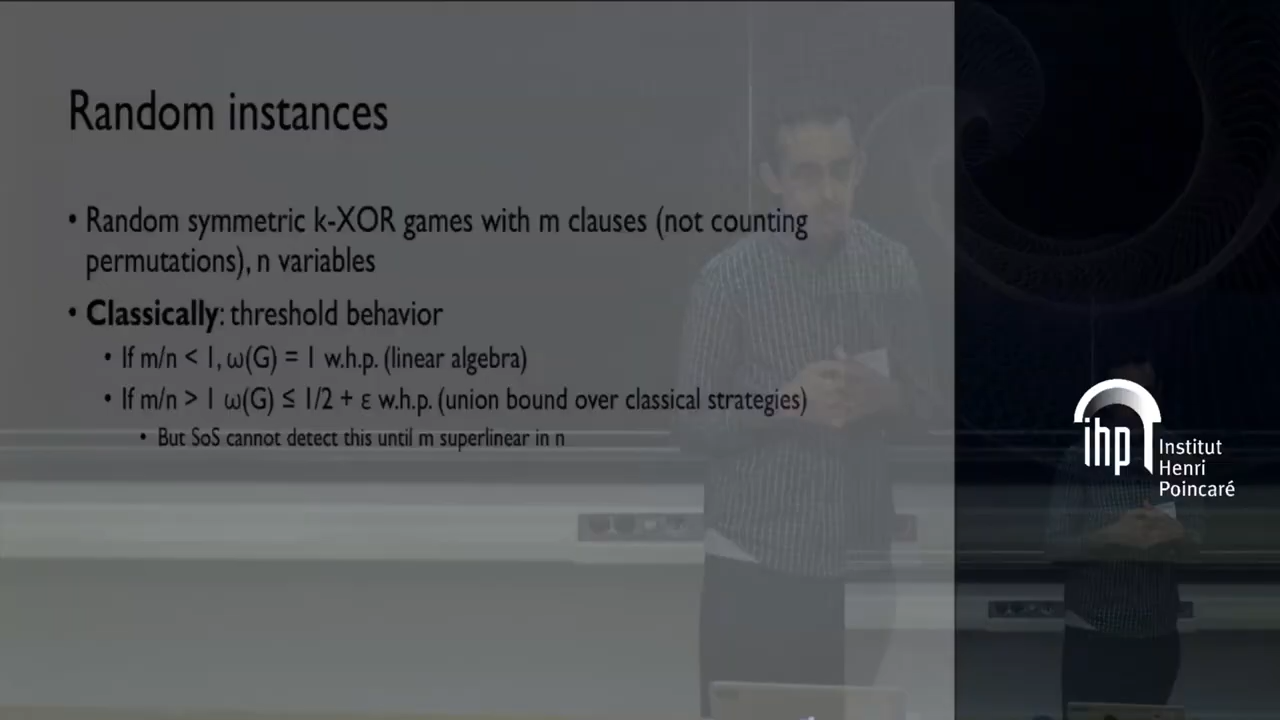 Random instances
• Random symmetric k-XOR games with m clauses (not counting
permutations), n variables
• Classically: threshold behavior
• If m/n < 1, ω(G) = 1 w.h.p. (linear algebra)
• If m/n > 1 ω(G) ≤ 1/2 + ε w.h.p. (union bound over classical strategies)
• But SoS cannot detect this until m superlinear in n
ihp
Institut
Henri
Poincaré